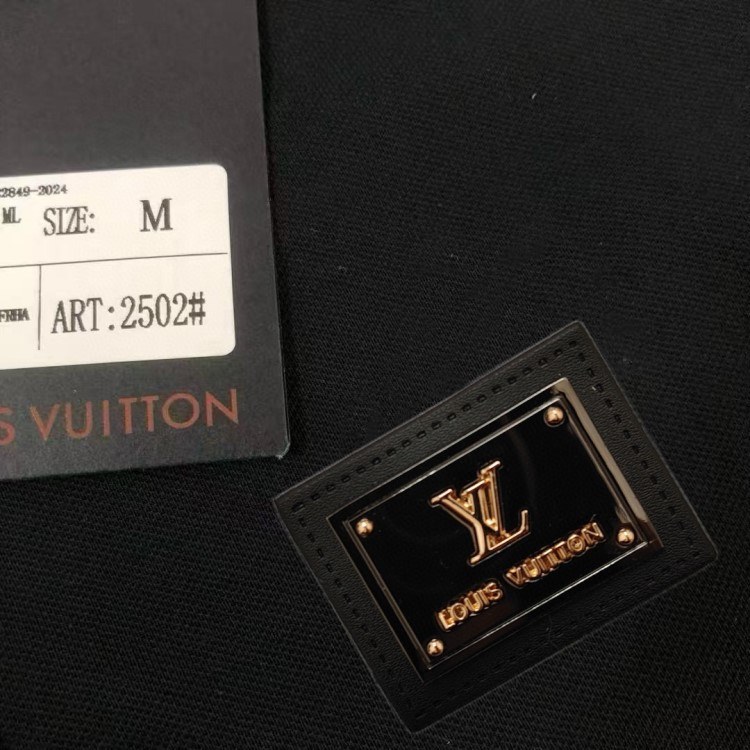 2849-2024
ML SIZE: M
ART:2502#
S VUITTON
LV
LOUIS VUITTON